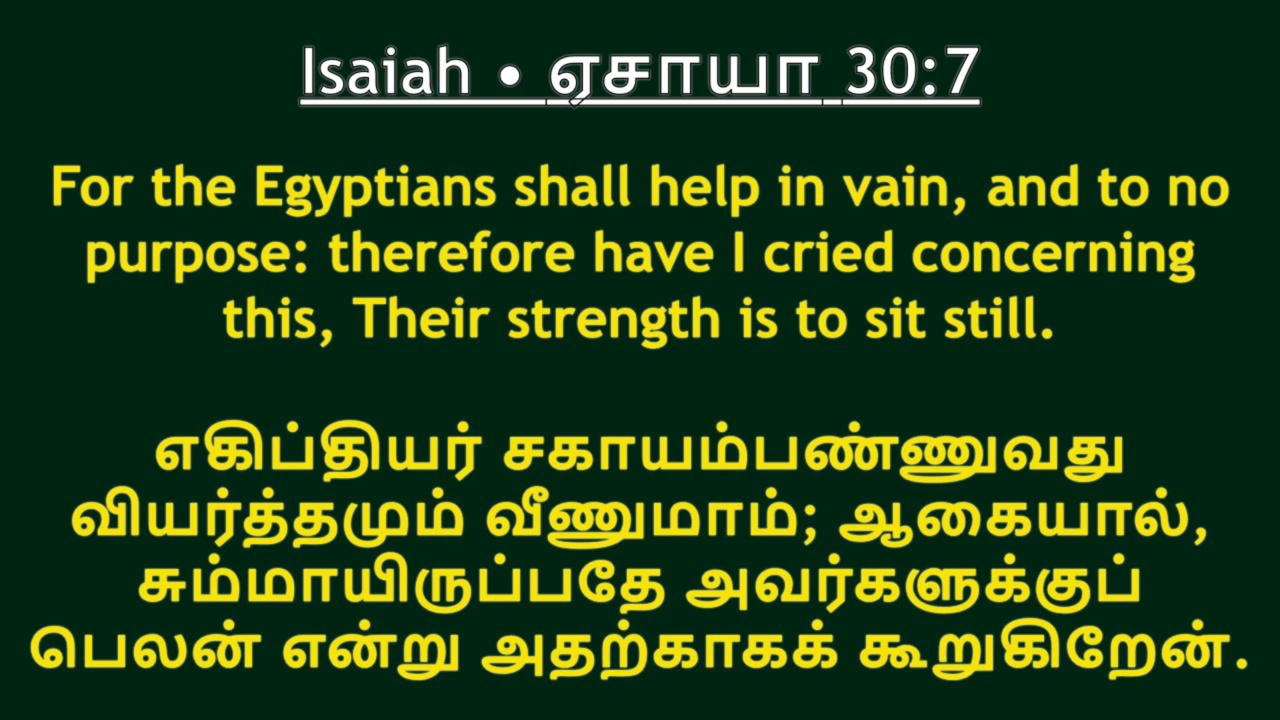 Isaiah • ஏசாயா 30:7
For the Egyptians shall help in vain, and to no
purpose: therefore have I cried concerning
this, Their strength is to sit still.
எகிப்தியர் சகாயம்பண்ணுவது
வியர்த்தமும் வீணுமாம்; ஆகையால்,
சும்மாயிருப்பதே அவர்களுக்குப்
பெலன் என்று அதற்காகக் கூறுகிறேன்.